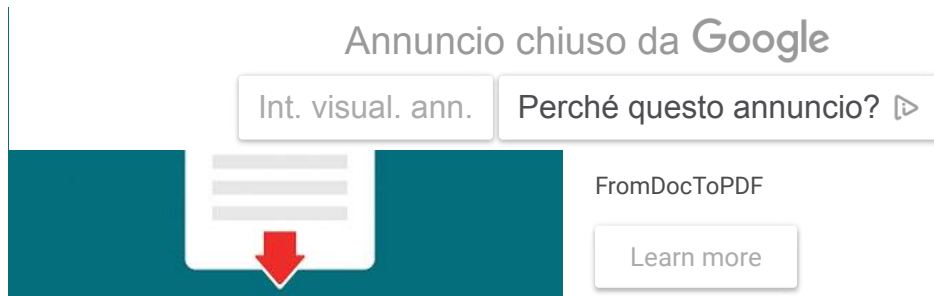 Annuncio chiuso da Google
Int. visual. ann.
Perché questo annuncio?
FromDocToPDF
Learn more